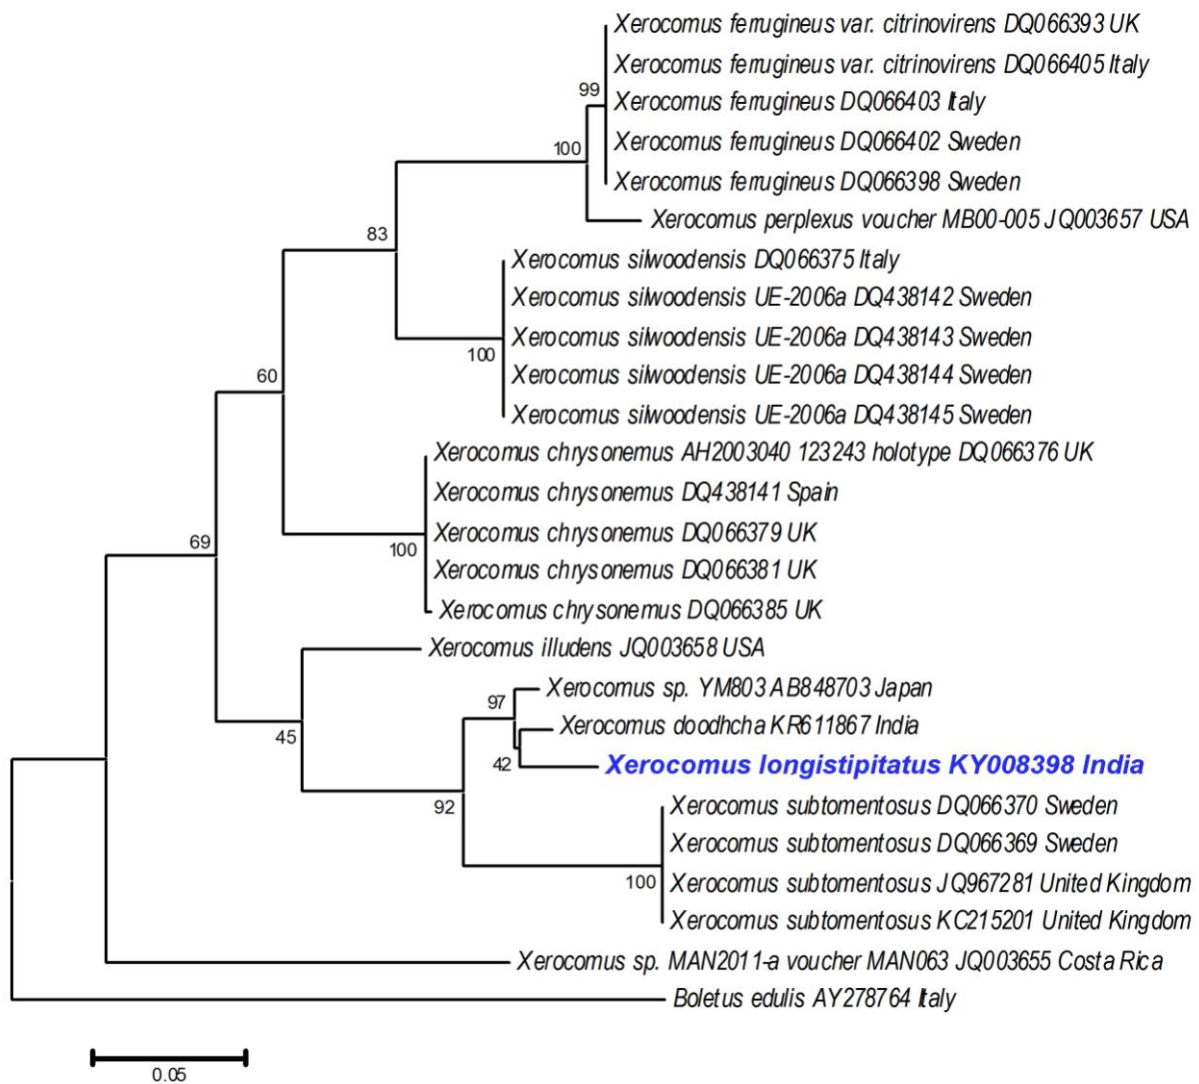 Xerocomus ferrugineus var. citrinovirens DQ066393 UK
Xerocomus ferrugineus var. citrinovirens DQ066405 Italy
99
Xerocomus ferrugineus DQ066403 Italy
Xerocomus ferrugineus DQ066402 Sweden
100
Xerocomus ferrugineus DQ066398 Sweden
Xerocomus perplexus voucher MB00-005 JQ003657 USA
83
Xerocomus silwoodensis DQ066375 Italy
Xerocomus silwoodensis UE-2006a DQ438142 Sweden
Xerocomus silwoodensis UE-2006a DQ438143 Sweden
100
Xerocomus silwoodensis UE-2006a DQ438144 Sweden
60
Xerocomus silwoodensis UE-2006a DQ438145 Sweden
Xerocomus chrysonemus AH2003040 123243 holotype DQ066376 UK
Xerocomus chrysonemus DQ438141 Spain
Xerocomus chrysonemus DQ066379 UK
69
100
Xerocomus chrysonemus DQ066381 UK
Xerocomus chrysonemus DQ066385 UK
Xerocomus illudens JQ003658 USA
Xerocomus sp. YM803 AB848703 Japan
97
Xerocomus doodhcha KR611867 India
45
42
Xerocomus longistipitatus KY008398 India
92
Xerocomus subtomentosus DQ066370 Sweden
Xerocomus subtomentosus DQ066369 Sweden
100
Xerocomus subtomentosus JQ967281 United Kingdom
Xerocomus subtomentosus KC215201 United Kingdom
Xerocomus sp. MAN2011-a voucher MAN063 JQ003655 Costa Rica
Boletus edulis AY278764 Italy
0.05